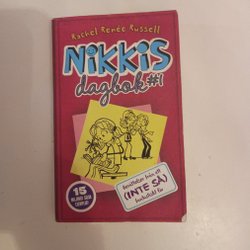 Rachel Renée Russell
NIKKIS
dagbok #1
Berättelser från ett
(INTE SÅ)
fantastiskt liv
15